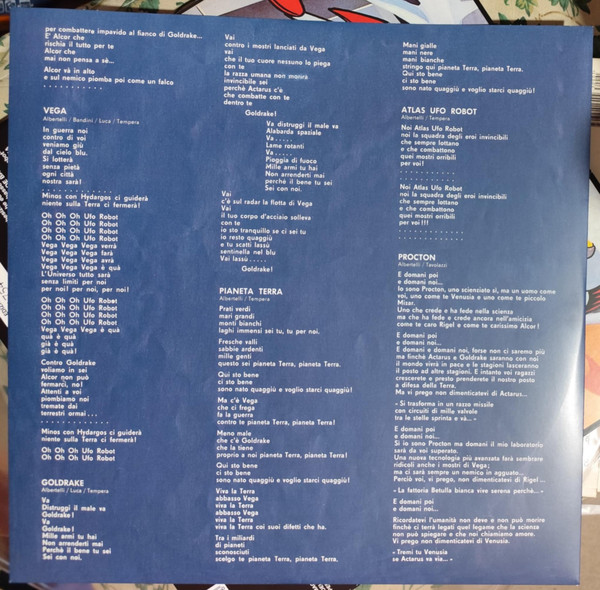 per combattere impavido al fianco di Goldrake...
E' Alcor che
rischia il tutto per te
Alcor che
mai non pensa a sè...
Alcor và in alto
e sul nemico piomba poi come un falco
. . . . . . . . . . .
VEGA
Albertelli / Bandini / Luca / Tempera
In guerra noi
contro di voi
veniamo giù
dal cielo blu.
Si lotterà
senza pietà
ogni città
nostra sarà!
. . . . . . . . . . . .
Minos con Hydargos ci guiderà
niente sulla Terra ci fermerà!
Oh Oh Oh Ufo Robot
Oh Oh Oh Ufo Robot
Oh Oh Oh Ufo Robot
Oh Oh Oh Ufo Robot
Vega Vega Vega verrà
Vega Vega Vega farà
Vega Vega Vega avrà
Vega Vega Vega è quà
L'Universo tutto sarà
senza limiti per noi
per noi! per noi, per noi!
Oh Oh Oh Ufo Robot
Oh Oh Oh Ufo Robot
Oh Oh Oh Ufo Robot
Oh Oh Oh Ufo Robot
Vega Vega Vega è quà!
quà è quà
già è quà!
già è quà!
Contro Goldrake
voliamo in sei
Alcor non può
fermarci, no!
Attenti a voi
piombiamo noi
tremate dai
terrestri ormai...
. . . . . . . . . . . .
Minos con Hydargos ci guiderà
niente sulla Terra ci fermerà!
Oh Oh Oh Ufo Robot
Oh Oh Oh Ufo Robot
GOLDRAKE
Albertelli / Luca / Tempera
Va
Distruggi il male va
Goldrake!
Va
Goldrake!
Mille armi tu hai
Non arrenderti mai
Perchè il bene tu sei
Sei con noi.
Vai
contro i mostri lanciati da Vega
vai
che il tuo cuore nessuno lo piega
con te
la razza umana non morirà
invincibile sei
perchè Actarus c'è
che combatte con te
dentro te
Goldrake!
Va distruggi il male va
Alabarda spaziale
Va.....
Lame rotanti
Va.....
Pioggia di fuoco
Mille armi tu hai
Non arrenderti mai
perchè il bene tu sei
Sei con noi.
Vai
c'è sul radar la flotta di Vega
Vai
il tuo corpo d'acciaio solleva
con te
io sto tranquillo se ci sei tu
io resto quaggiù
e tu scatti lassù
sentinella nel blu
Vai lassù.....
Goldrake!
PIANETA TERRA
Albertelli / Tempera
Prati verdi
mari grandi
monti bianchi
laghi immensi sei tu, tu per noi.
Fresche valli
sabbie ardenti
mille genti
questo sei pianeta Terra, pianeta Terra.
Qui sto bene
ci sto bene
sono nato quaggiù e voglio starci quaggiù!
Ma c'è Vega
che ci frega
fa la guerra
contro te pianeta Terra, pianeta Terra!
Meno male
che c'è Goldrake
che la tiene
proprio a noi pianeta Terra, pianeta Terra!
Qui sto bene
ci sto bene
sono nato quaggiù e voglio starci quaggiù!
Viva la Terra
abbasso Vega
viva la Terra
abbasso Vega
viva la Terra
viva la Terra coi suoi difetti che ha.
Tra i miliardi
di pianeti
sconosciuti
scelgo te pianeta Terra, pianeta Terra.
Mani gialle
mani nere
mani bianche
stringo qui pianeta Terra, pianeta Terra.
Qui sto bene
ci sto bene
sono nato quaggiù e voglio starci quaggiù!
ATLAS UFO ROBOT
Albertelli / Tempera
Noi Atlas Ufo Robot
noi la squadra degli eroi invincibili
che sempre lottano
e che combattono
quei mostri orribili
per voi!
. . . . . . . . . . . .
. . . . . . . . . . . .
Noi Atlas Ufo Robot
noi la squadra degli eroi invincibili
che sempre lottano
e combattono
quei mostri orribili
per voi!!!
. . . . . . . . . . . . .
. . . . . . . . . . . . .
PROCTON
Albertelli / Tavolazzi
E domani poi
e domani noi...
Io sono Procton, uno scienziato sì, ma un uomo come
voi, uno come te Venusia e uno come te piccolo
Mizar.
Uno che crede e ha fede nella scienza
ma che ha fede e crede ancora nell'amicizia
come te caro Rigel e come te carissimo Alcor!
E domani poi
e domani noi...
E domani e domani noi, forse non ci saremo più
ma finchè Actarus e Goldrake saranno con noi
il mondo vivrà in pace e le stagioni lasceranno
il posto ad altre stagioni. E intanto voi ragazzi
crescerete e presto prenderete il nostro posto
a difesa della Terra.
Ma vi prego non dimenticatevi di Actarus...
« Si trasforma in un razzo missile
con circuiti di mille valvole
tra le stelle sprinta e và... »
E domani poi
e domani noi...
Sì io sono Procton ma domani il mio laboratorio
sarà da voi superato.
Una nuova tecnologia più avanzata farà sembrare
ridicoli anche i mostri di Vega;
ma ci sarà sempre un nemico in agguato...
Perciò voi, vi prego, non dimenticatevi di Rigel...
« La fattoria Betulla bianca vive serena perchè... »
E domani poi
e domani noi...
Ricordatevi l'umanità non deve e non può morire
finchè ci terrà legati quel legame che la scienza
non può spiegare e che noi chiamiamo amore.
Vi prego non dimenticatevi di Venusia.
« Tremi tu Venusia
se Actarus va via... »